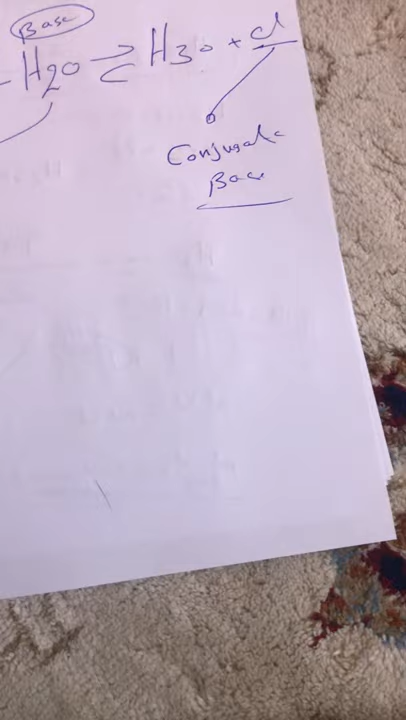 Base
- H2O ⇌ H3O + cl
Conjugate
Base